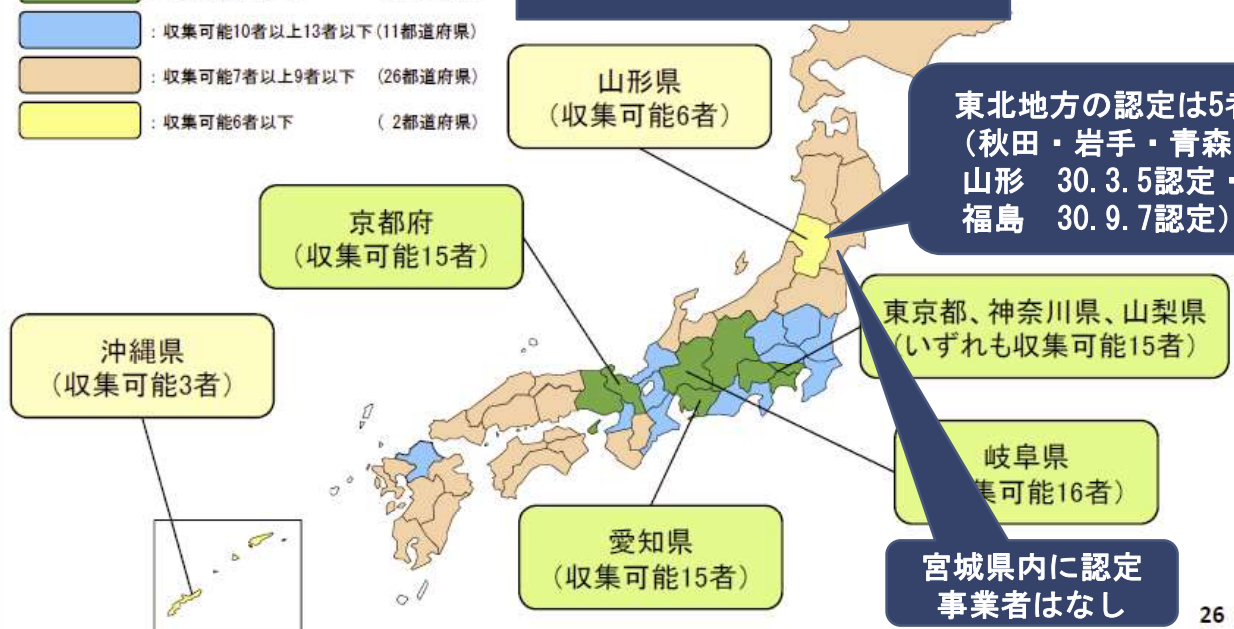 ：収集可能10者以上13者以下(11都道府県)
：収集可能7者以上9者以下　(26都道府県)
：収集可能6者以下　(2都道府県)
山形県
（収集可能6者）
東北地方の認定は5者
（秋田・岩手・青森
山形　30.3.5認定・
福島　30.9.7認定）
京都府
（収集可能15者）
東京都、神奈川県、山梨県
（いずれも収集可能15者）
沖縄県
（収集可能3者）
岐阜県
集可能16者）
愛知県
（収集可能15者）
宮城県内に認定
事業者はなし
26